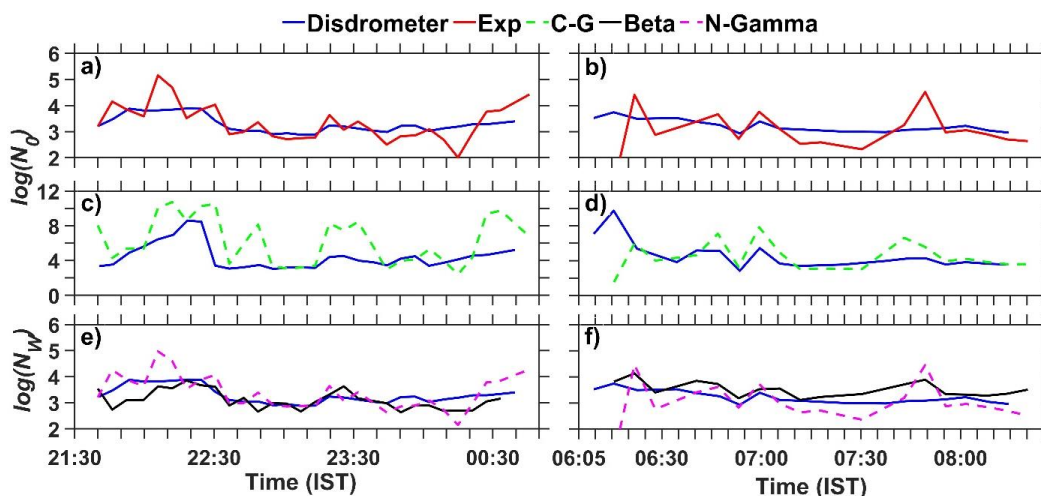 Disdrometer Exp C-G Beta N-Gamma
6
5
4
3
2
a)
b)
log(N0)
12
8
4
0
c)
d)
6
5
4
3
2
e)
f)
log(NW)
21:30 22:30 23:30 00:30 06:05 06:30 07:00 07:30 08:00
Time (IST) Time (IST)